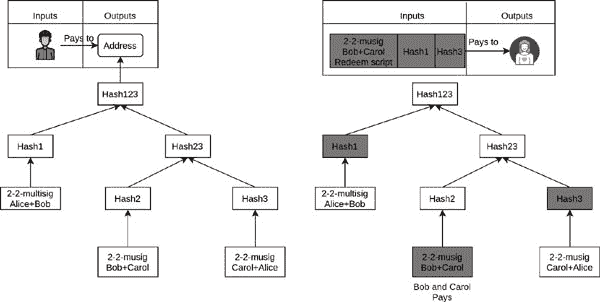 Inputs
Outputs
Pays to
Address
Hash123
Hash1
Hash23
2-2-multisig
Alice+Bob
Hash2
Hash3
2-2-musig
Bob+Carol
2-2-musig
Carol+Alice
Inputs
Outputs
2-2-musig
Bob+Carol
Redeem script
Hash1
Hash3
Pays to
Hash123
Hash1
Hash23
2-2-multisig
Alice+Bob
Hash2
Hash3
2-2-musig
Bob+Carol
2-2-musig
Carol+Alice
Bob and Carol
Pays